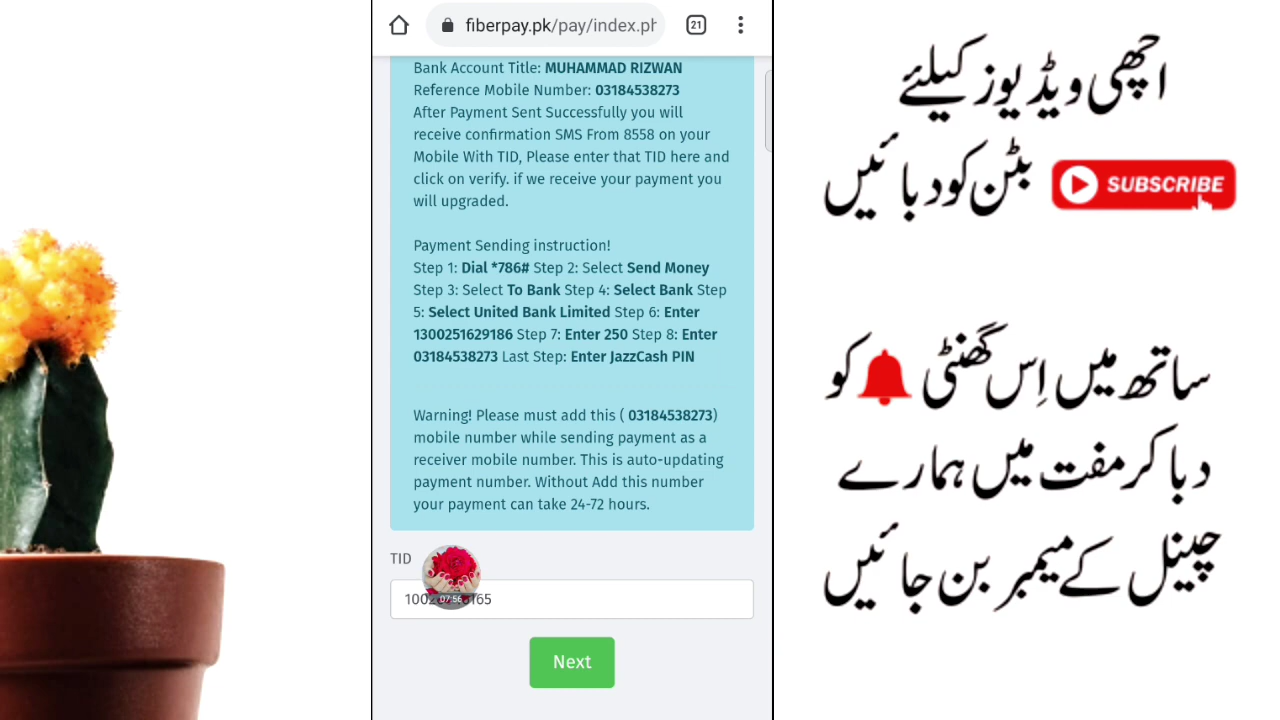 fiberpay.pk/pay/index.ph
21
Bank Account Title: MUHAMMAD RIZWAN
Reference Mobile Number: 03184538273
After Payment Sent Successfully you will
receive confirmation SMS From 8558 on your
Mobile With TID, Please enter that TID here and
click on verify. if we receive your payment you
will upgraded.
Payment Sending instruction!
Step 1: Dial *786# Step 2: Select Send Money
Step 3: Select To Bank Step 4: Select Bank Step
5: Select United Bank Limited Step 6: Enter
1300251629186 Step 7: Enter 250 Step 8: Enter
03184538273 Last Step: Enter JazzCash PIN
Warning! Please must add this ( 03184538273)
mobile number while sending payment as a
receiver mobile number. This is auto-updating
payment number. Without Add this number
your payment can take 24-72 hours.
TID
07:56
Next
اچھی ویڈیوز کیلئے
SUBSCRIBE بٹن کو دبائیں
ساتھ میں اِس گھنٹی کو
دبا کر مفت میں ہمارے
چینل کے میمبر بن جائیں